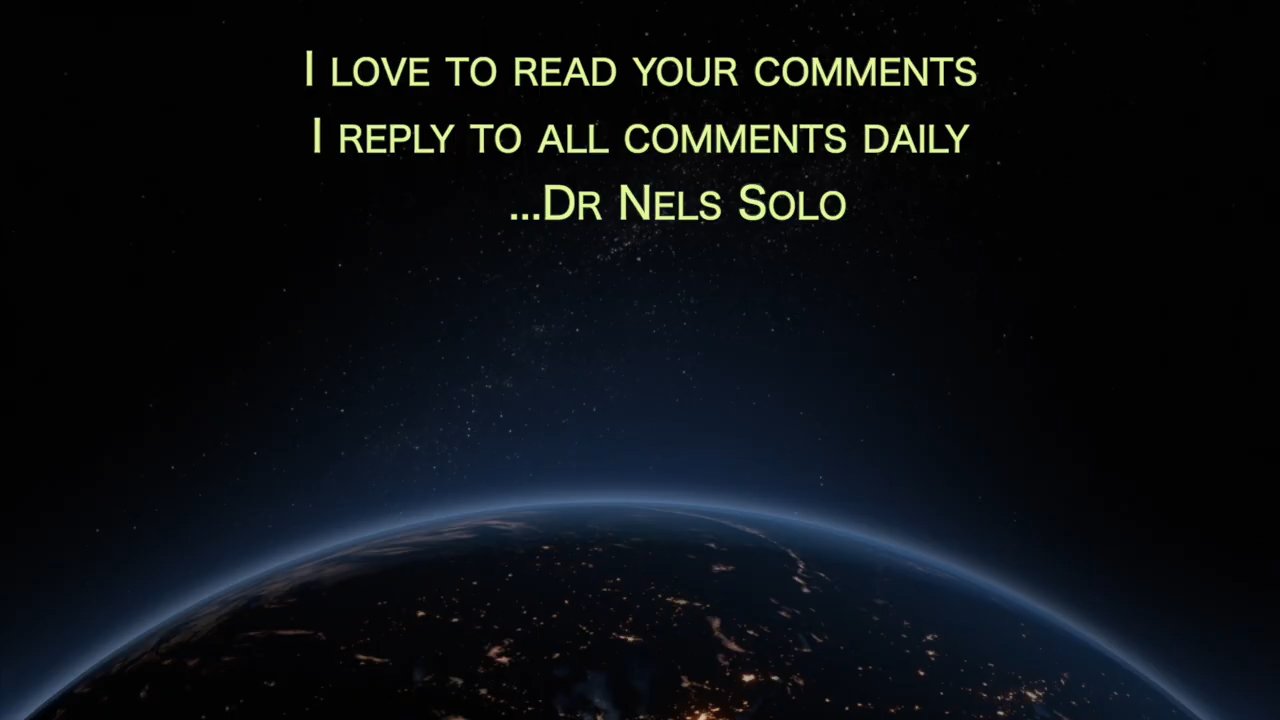 I LOVE TO READ YOUR COMMENTS
I REPLY TO ALL COMMENTS DAILY
...DR NELS SOLO